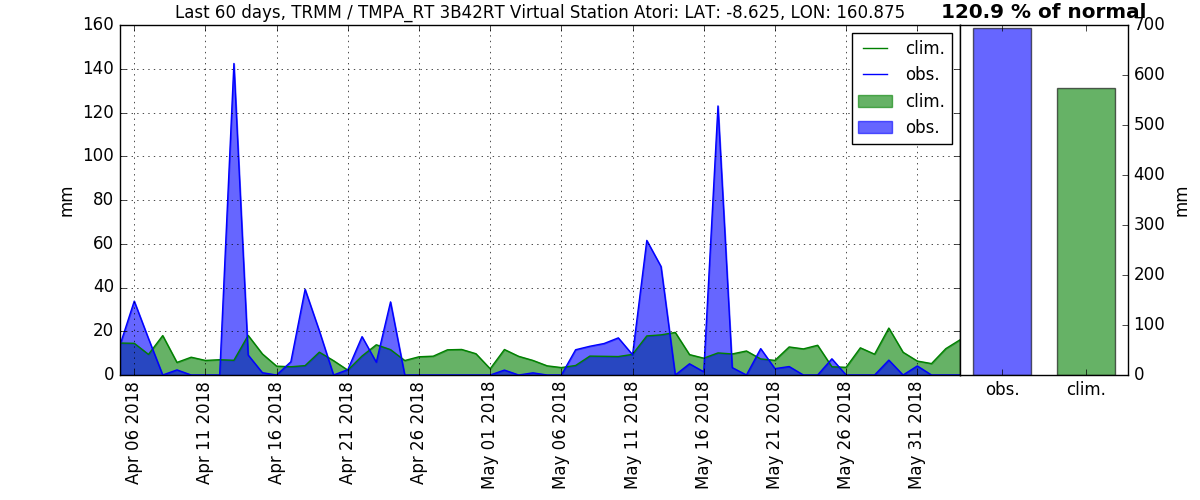 Last 60 days, TRMM / TMPA_RT 3B42RT Virtual Station Atori: LAT: -8.625, LON: 160.875
120.9 % of normal
160
140
120
100
80
60
40
20
0
mm
clim.
obs.
clim.
obs.
Apr 06 2018
Apr 11 2018
Apr 16 2018
Apr 21 2018
Apr 26 2018
May 01 2018
May 06 2018
May 11 2018
May 16 2018
May 21 2018
May 26 2018
May 31 2018
700
600
500
400
300
200
100
0
mm
obs.
clim.